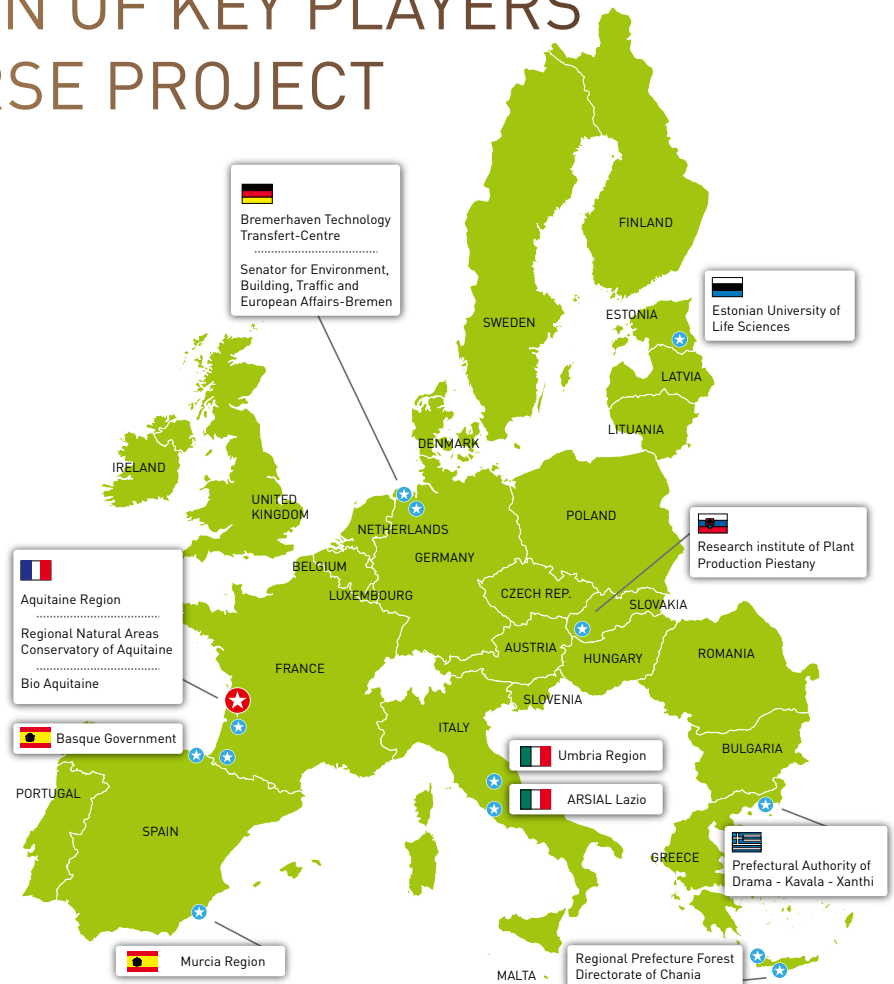 N OF KEY PLAYERS
RSE PROJECT
Bremerhaven Technology
Transfert-Centre
Senator for Environment,
Building, Traffic and
European Affairs-Bremen
FINLAND
Estonian University of
Life Sciences
ESTONIA
SWEDEN
LATVIA
LITUANIA
DENMARK
IRELAND
UNITED
KINGDOM
NETHERLANDS
POLAND
Research institute of Plant
Production Piestany
GERMANY
BELGIUM
LUXEMBOURG
CZECH REP.
SLOVAKIA
Aquitaine Region
Regional Natural Areas
Conservatory of Aquitaine
Bio Aquitaine
AUSTRIA
HUNGARY
ROMANIA
FRANCE
SLOVENIA
ITALY
Basque Government
Umbria Region
BULGARIA
PORTUGAL
ARSIAL Lazio
SPAIN
GREECE
Prefectural Authority of
Drama - Kavala - Xanthi
Murcia Region
Regional Prefecture Forest
Directorate of Chania
MALTA